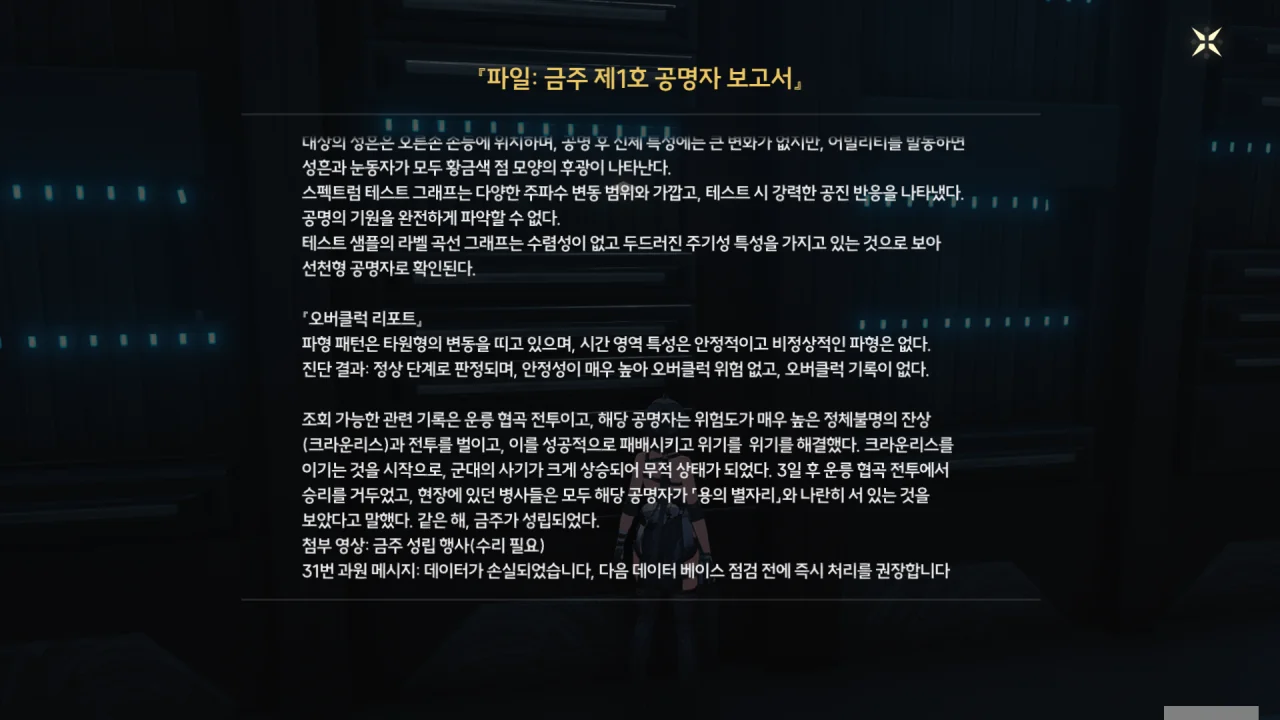 『파일: 금주 제1호 공명자 보고서』
대상의 성흔은 오른손 손등에 위치하며, 공명 후 신체 특성에는 큰 변화가 없지만, 어빌리티를 발동하면
성흔과 눈동자가 모두 황금색 점 모양의 후광이 나타난다.
스펙트럼 테스트 그래프는 다양한 주파수 변동 범위와 가깝고, 테스트 시 강력한 공진 반응을 나타냈다.
공명의 기원을 완전하게 파악할 수 없다.
테스트 샘플의 라벨 곡선 그래프는 수렴성이 없고 두드러진 주기성 특성을 가지고 있는 것으로 보아
선천형 공명자로 확인된다.
『오버클럭 리포트』
파형 패턴은 타원형의 변동을 띠고 있으며, 시간 영역 특성은 안정적이고 비정상적인 파형은 없다.
진단 결과: 정상 단계로 판정되며, 안정성이 매우 높아 오버클럭 위험 없고, 오버클럭 기록이 없다.
조회 가능한 관련 기록은 운릉 협곡 전투이고, 해당 공명자는 위험도가 매우 높은 정체불명의 잔상
(크라운리스)과 전투를 벌이고, 이를 성공적으로 패배시키고 위기를 위기를 해결했다. 크라운리스를
이기는 것을 시작으로, 군대의 사기가 크게 상승되어 무적 상태가 되었다. 3일 후 운릉 협곡 전투에서
승리를 거두었고, 현장에 있던 병사들은 모두 해당 공명자가 「용의 별자리」와 나란히 서 있는 것을
보았다고 말했다. 같은 해, 금주가 성립되었다.
첨부 영상: 금주 성립 행사(수리 필요)
31번 과원 메시지: 데이터가 손실되었습니다, 다음 데이터 베이스 점검 전에 즉시 처리를 권장합니다